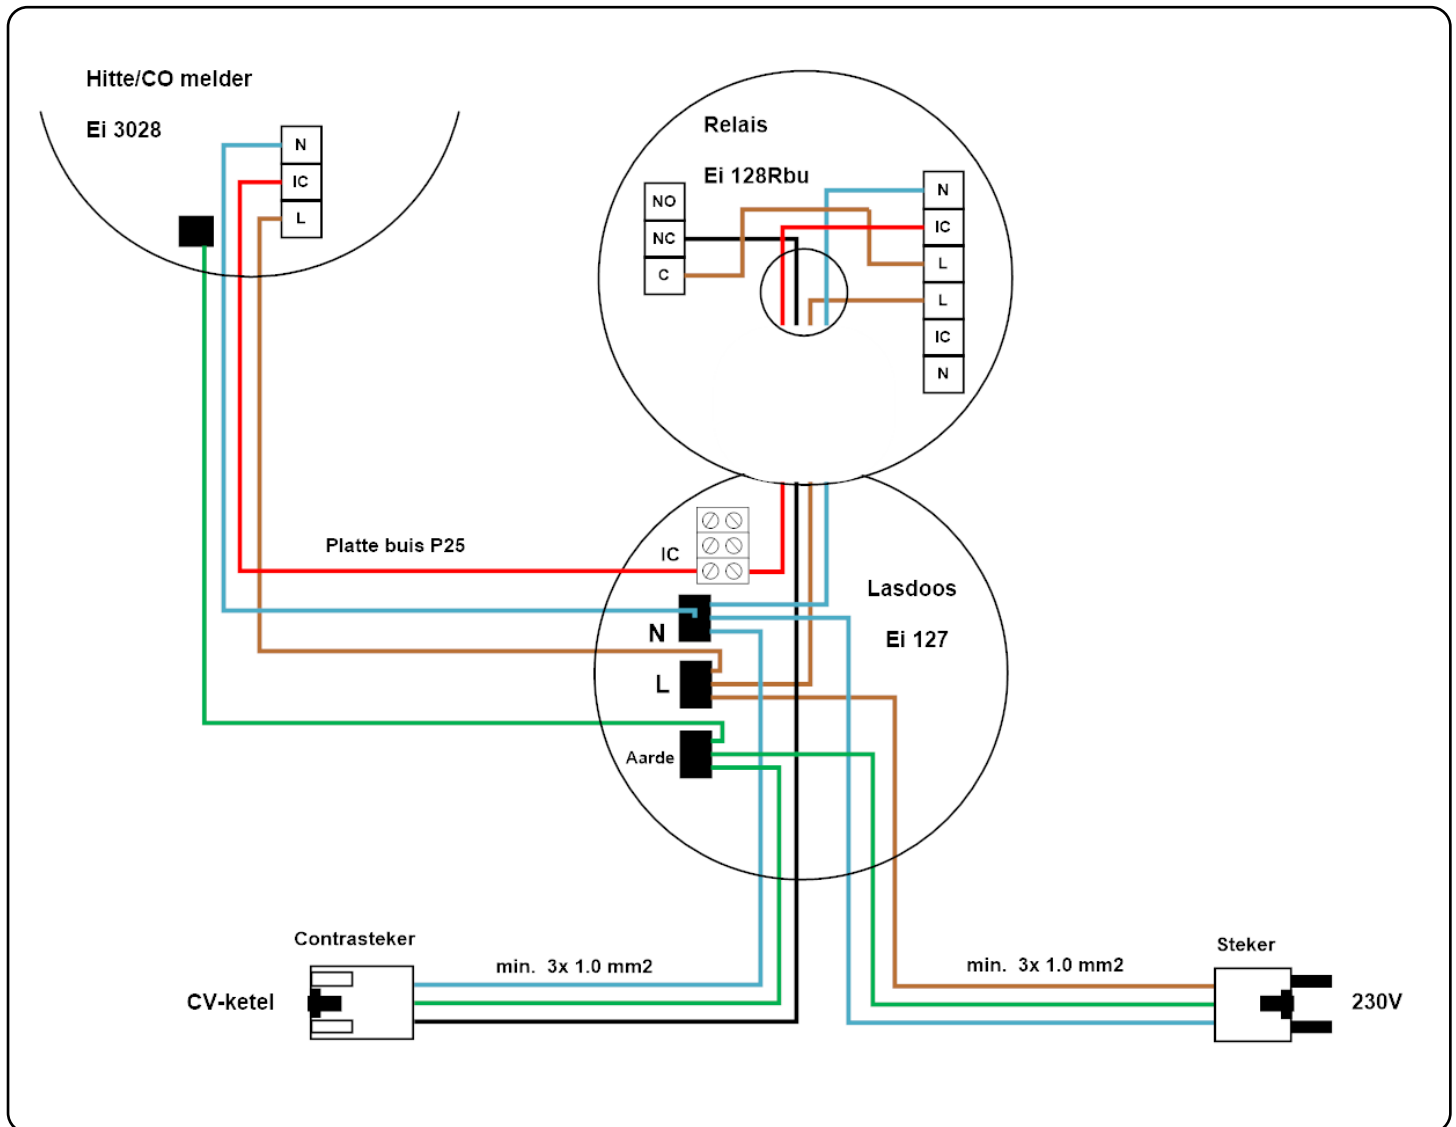 Hitte/CO melder
Ei 3028
N
IC
L
Relais
Ei 128Rbu
NO
NC
C
N
IC
L
L
IC
N
Platte buis P25
IC
Lasdoos
Ei 127
N
L
Aarde
Contrasteker
min. 3x 1.0 mm2
CV-ketel
min. 3x 1.0 mm2
Steker
230V